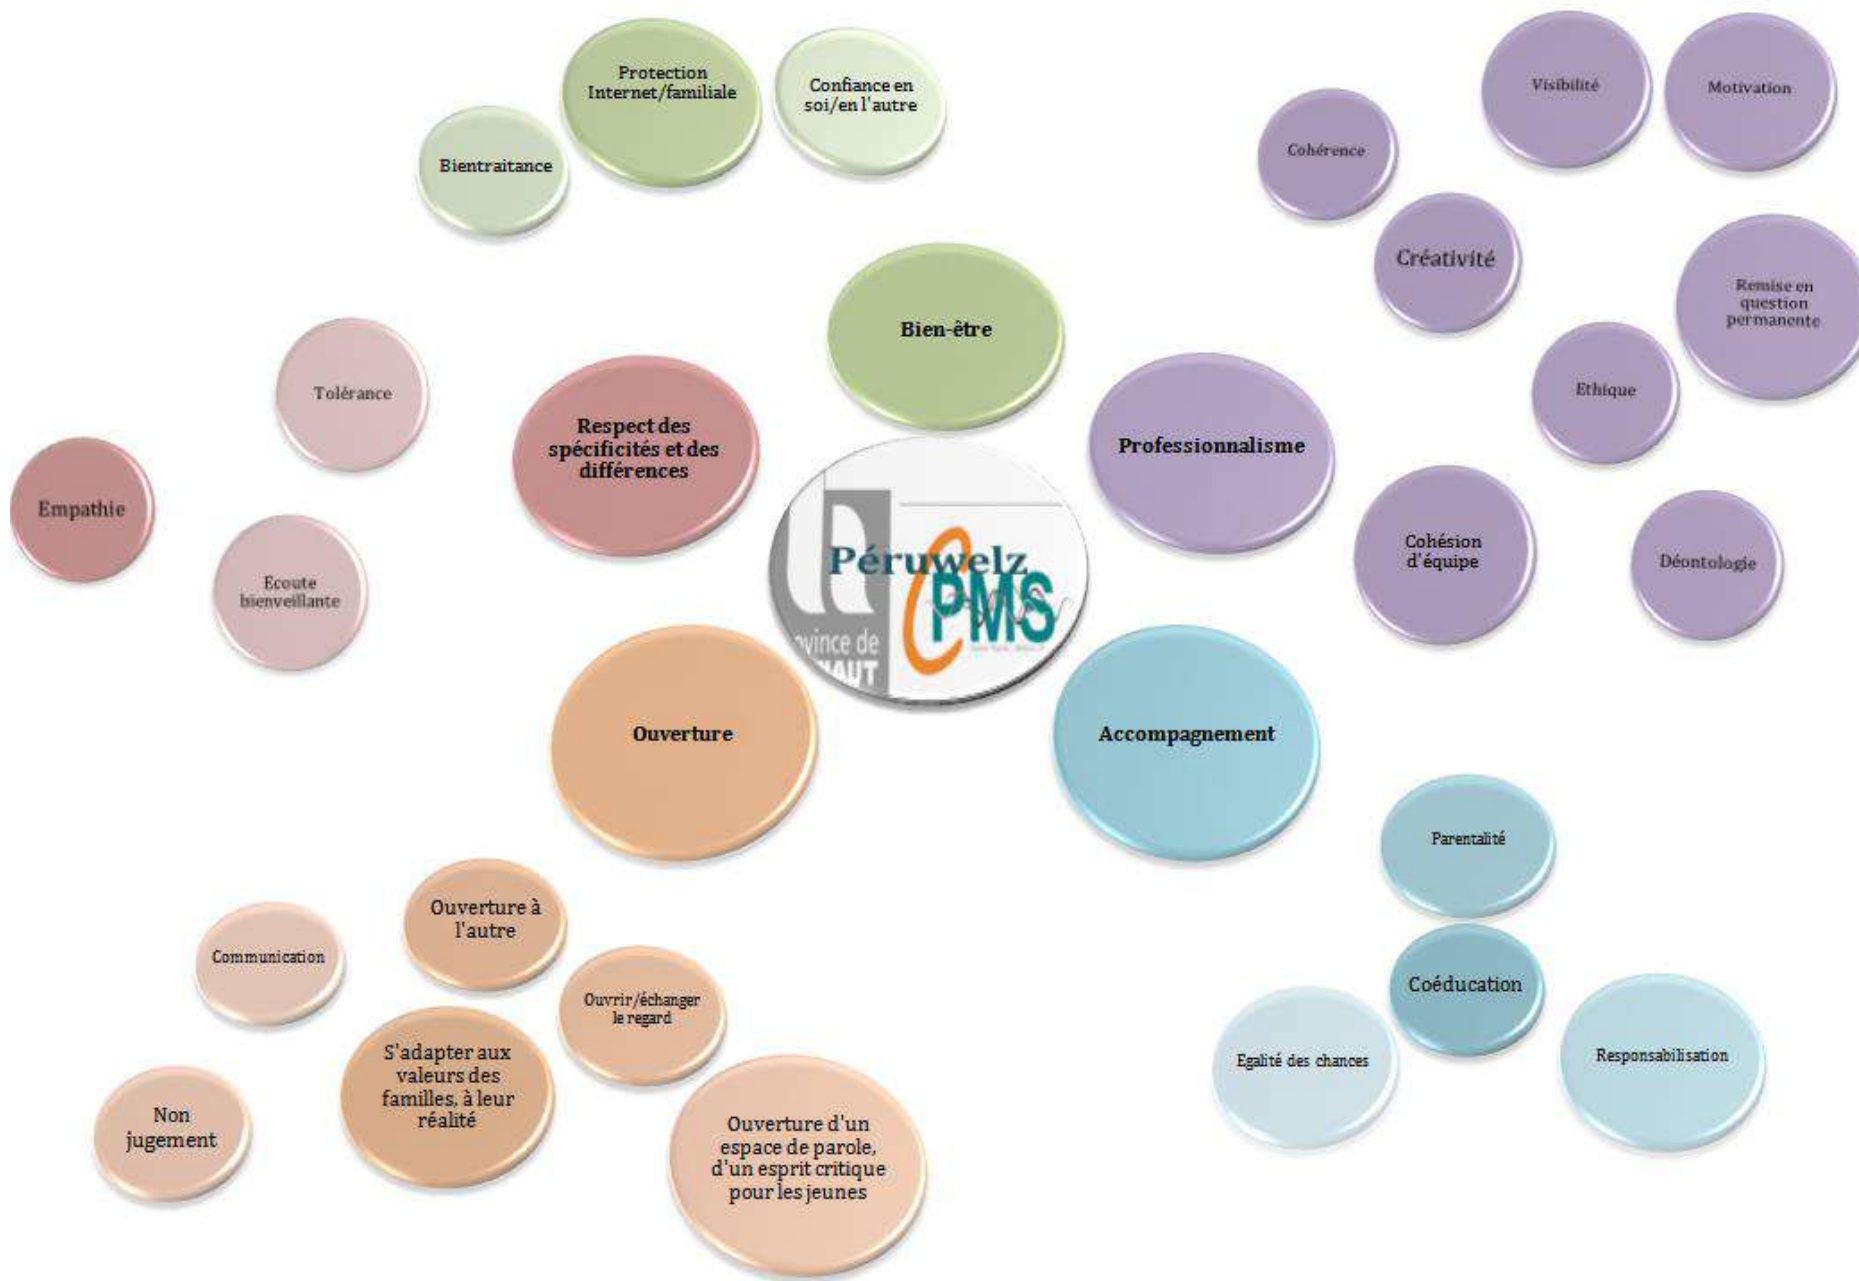 Protection
Internet/familiale
Confiance en
soi/en l'autre
Bientraitance
Visibilité
Motivation
Cohérence
Créativité
Remise en
question
permanente
Ethique
Bien-être
Tolérance
Respect des
spécificités et des
différences
Professionnalisme
Empathie
Ecoute
bienveillante
Cohésion
d'équipe
Déontologie
Péruwelz
PMS
vince de
HAUT
Ouverture
Accompagnement
Parentalité
Ouverture à
l'autre
Communication
Ouvrir/échanger
le regard
Coéducation
S'adapter aux
valeurs des
familles, à leur
réalité
Egalité des chances
Responsabilisation
Non
jugement
Ouverture d'un
espace de parole,
d'un esprit critique
pour les jeunes